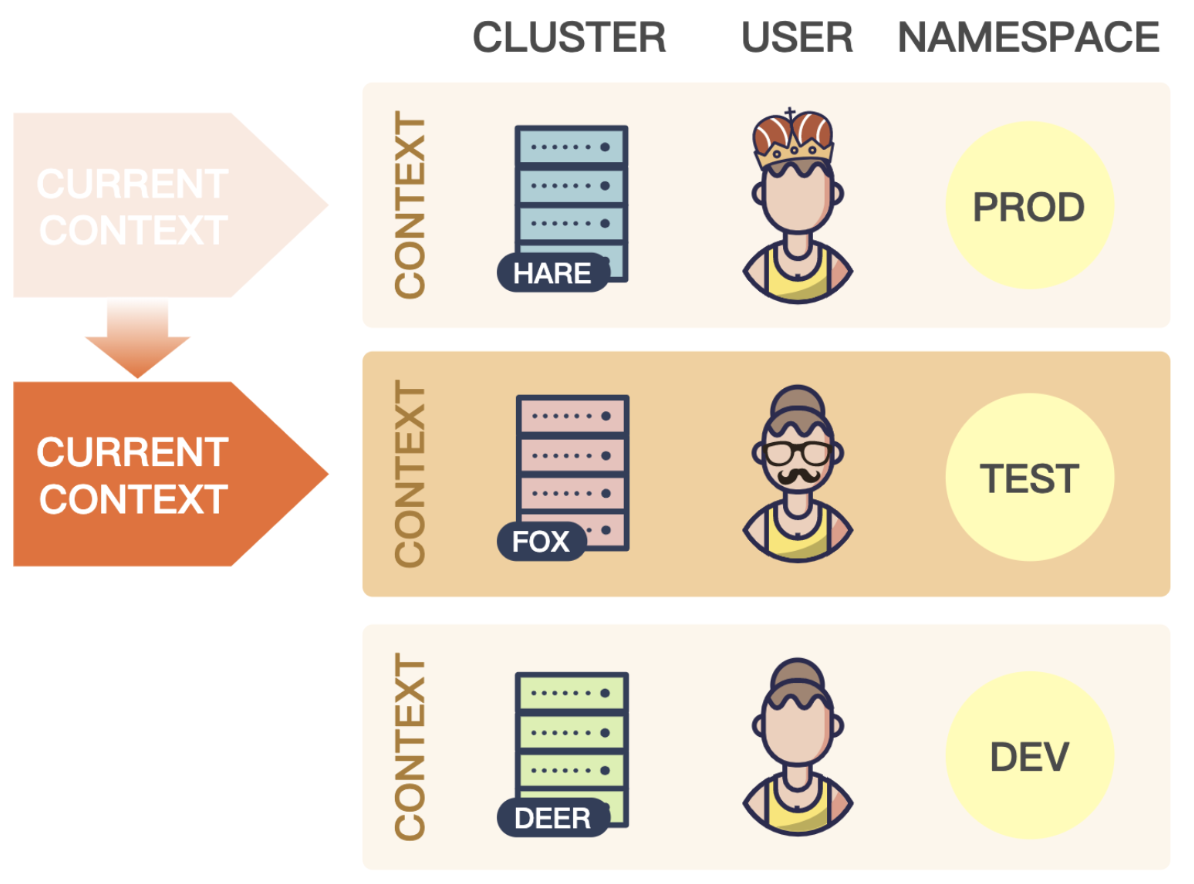 CLUSTER USER NAMESPACE
CURRENT
CONTEXT
CONTEXT
HARE
PROD
CURRENT
CONTEXT
CONTEXT
FOX
TEST
CONTEXT
DEER
DEV